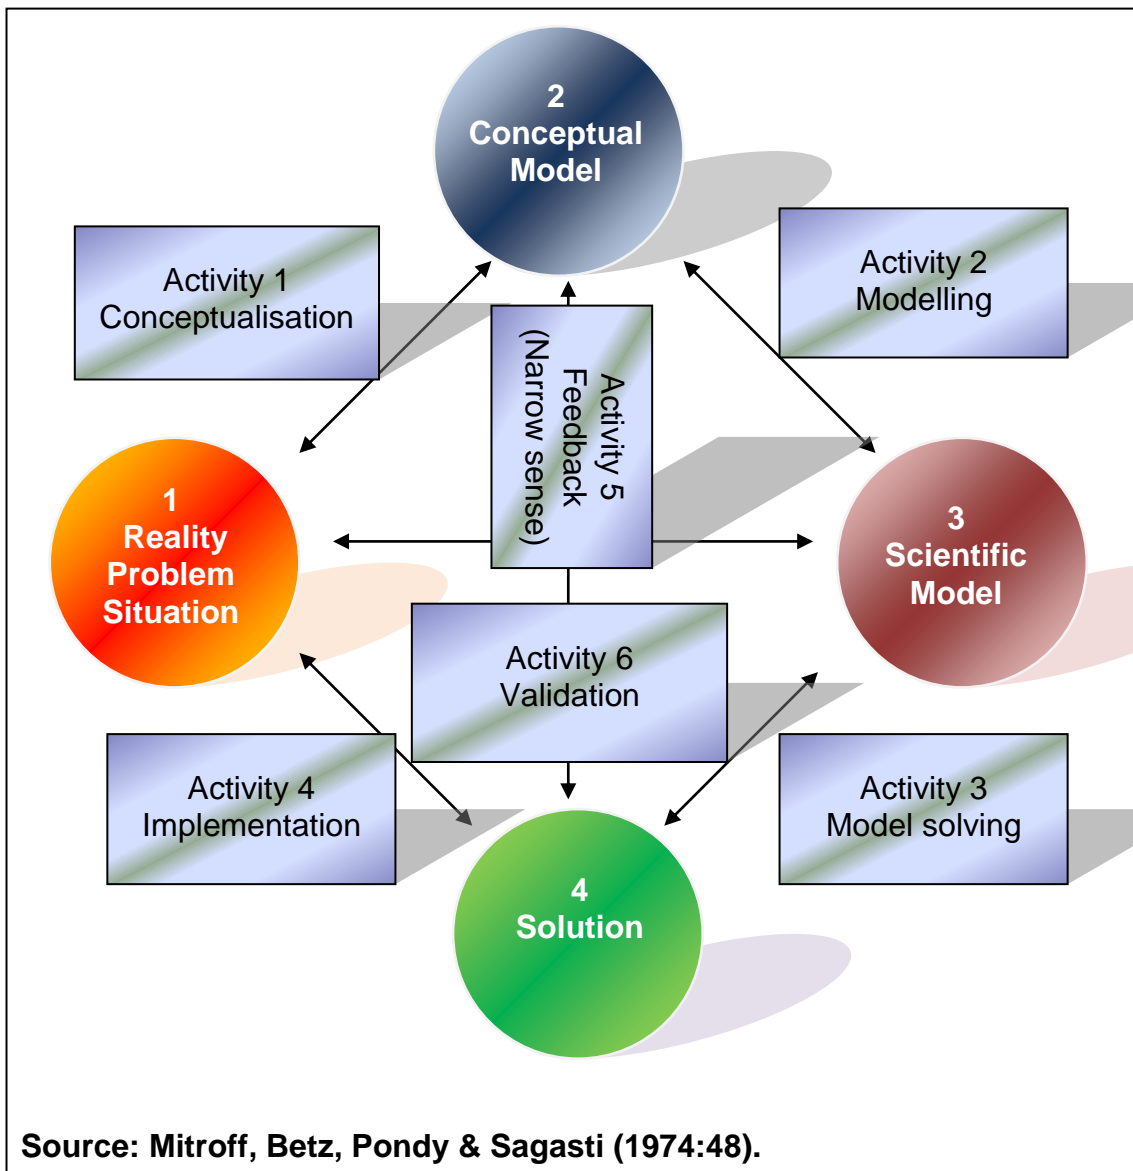 2
Conceptual
Model
Activity 1
Conceptualisation
Activity 2
Modelling
Activity 5
Feedback
(Narrow sense)
1
Reality
Problem
Situation
3
Scientific
Model
Activity 6
Validation
Activity 4
Implementation
Activity 3
Model solving
4
Solution
Source: Mitroff, Betz, Pondy & Sagasti (1974:48).